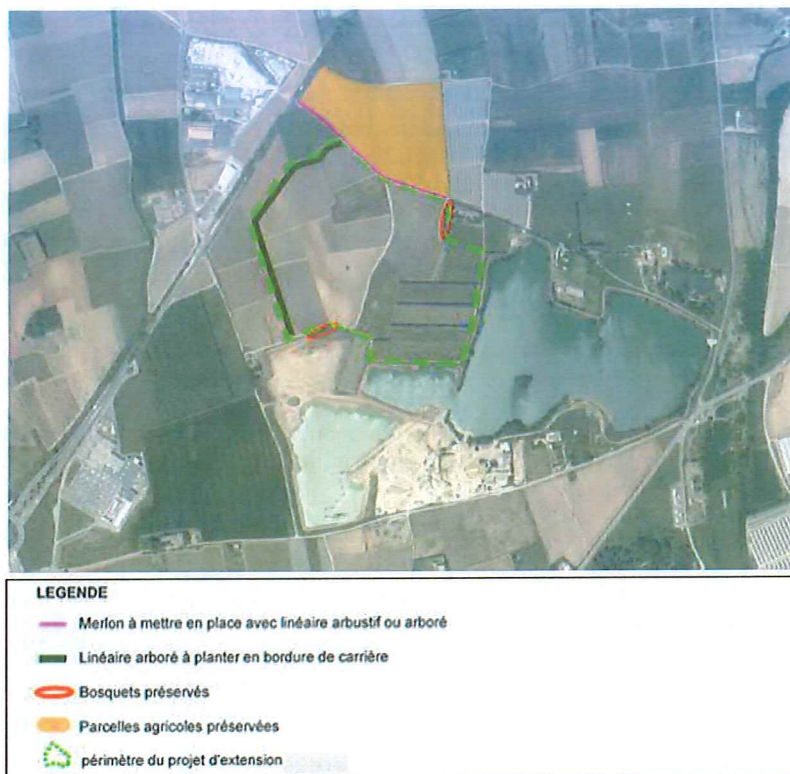 LEGENDE
Merlon à mettre en place avec linéaire arbustif ou arboré
Linéaire arboré à planter en bordure de carrière
Bosquets préservés
Parcelles agricoles préservées
périmètre du projet d'extension